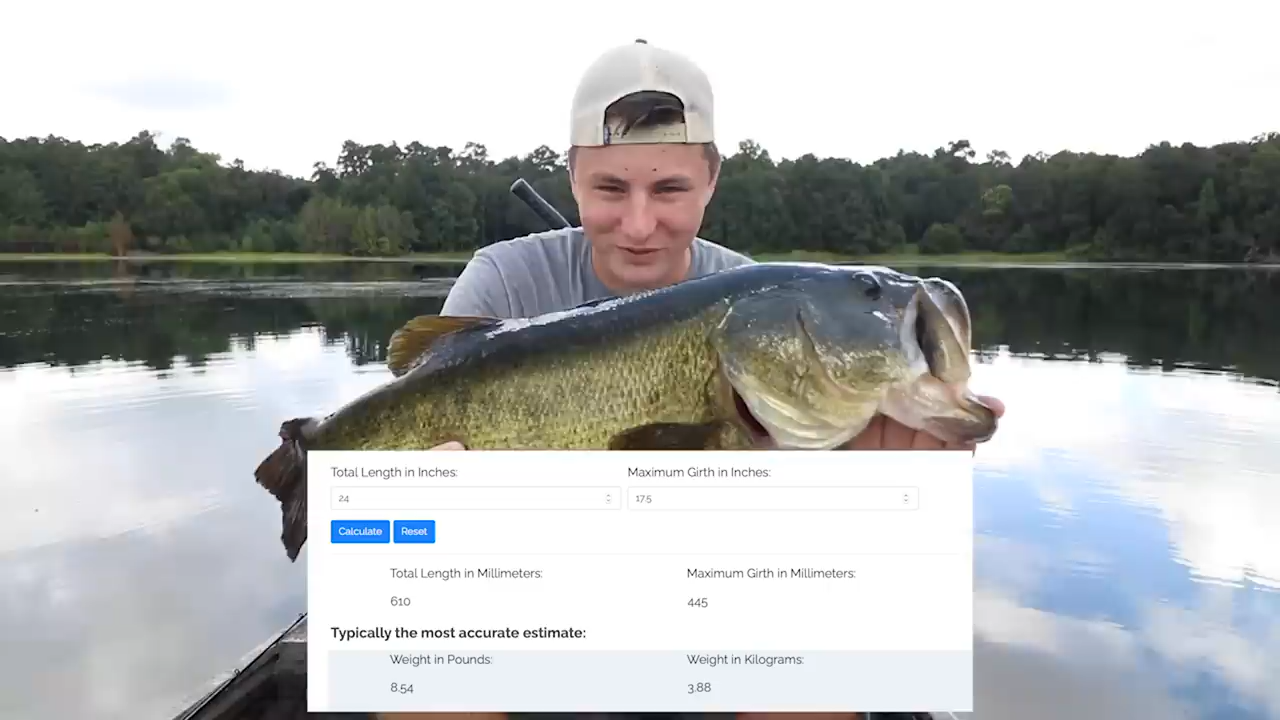 Total Length in Inches: Maximum Girth in Inches:
24 17.5
Calculate Reset
Total Length in Millimeters: Maximum Girth in Millimeters:
610 445
Typically the most accurate estimate:
Weight in Pounds: Weight in Kilograms:
8.54 3.88